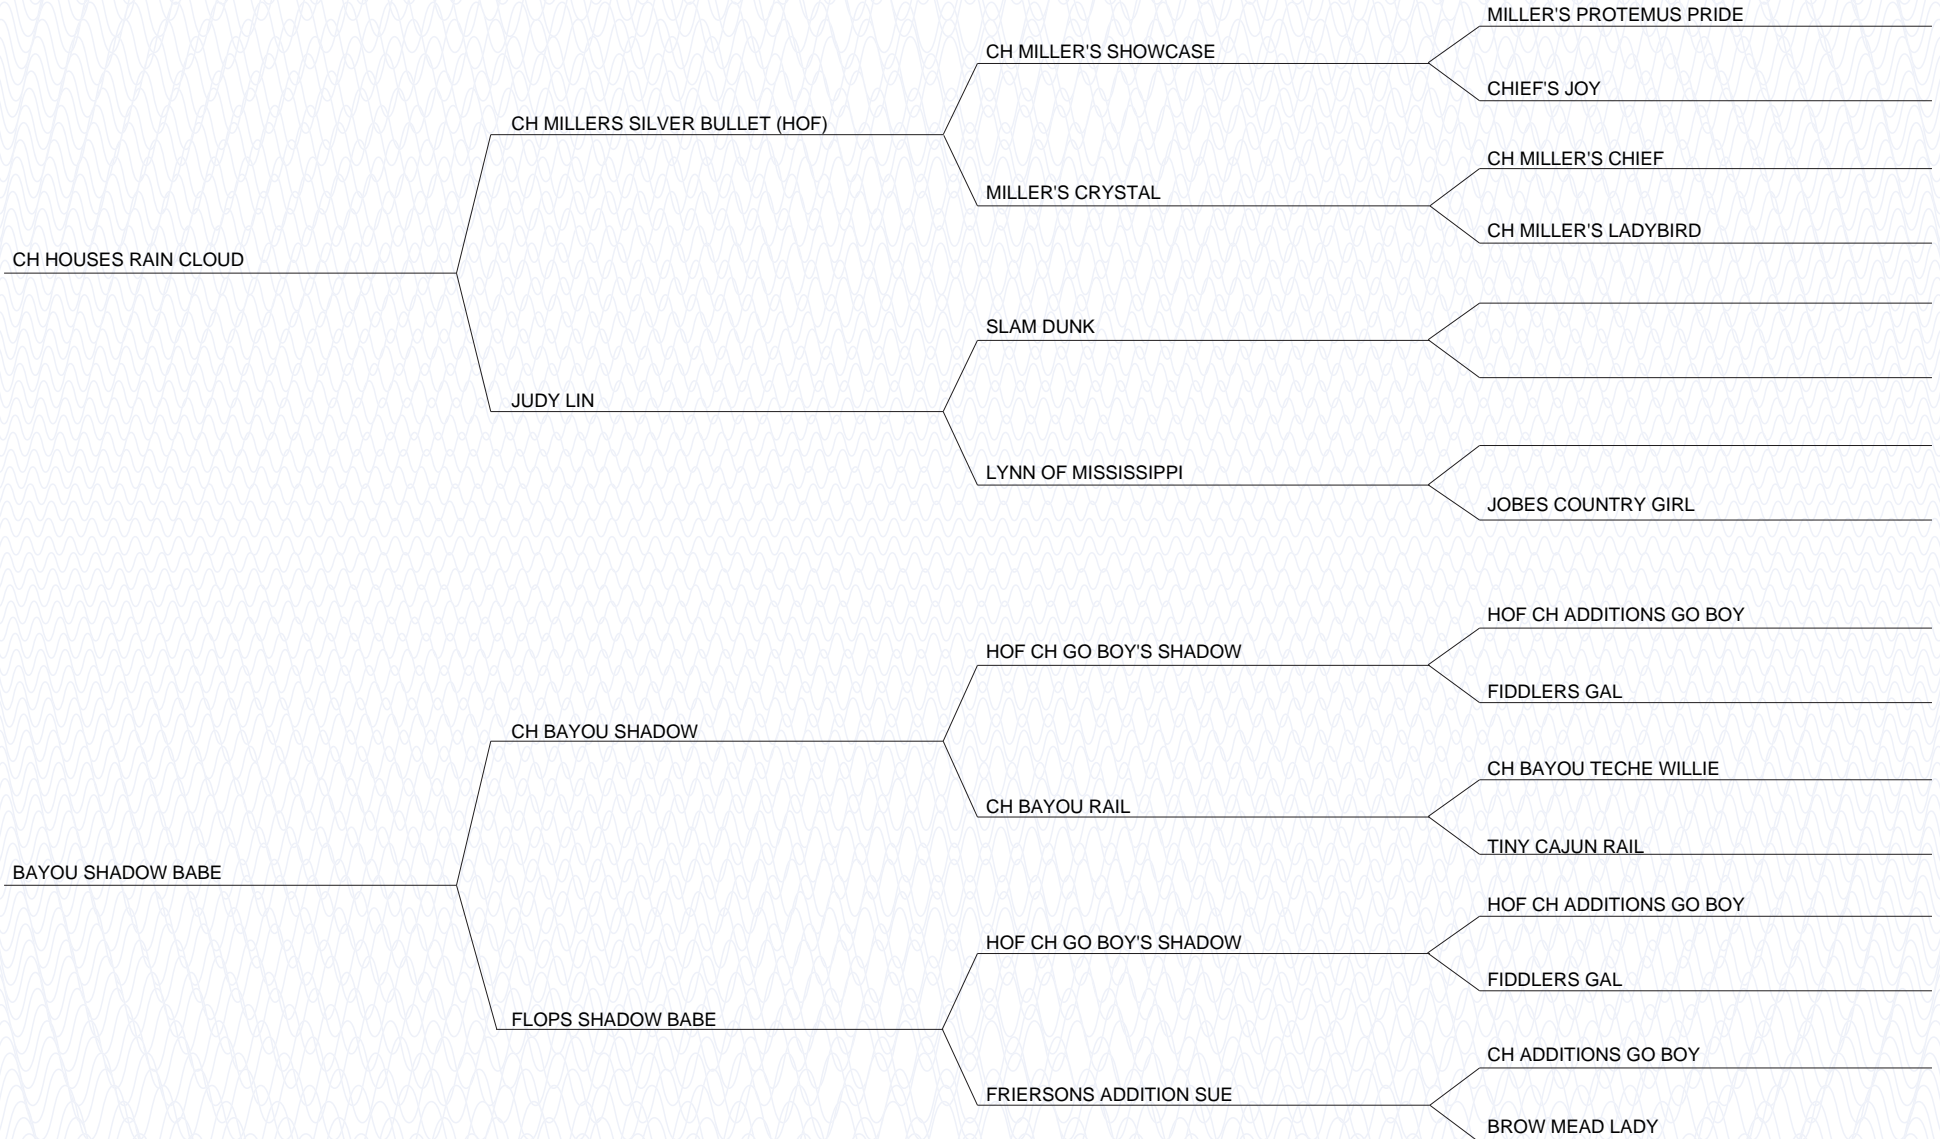 MILLER'S PROTEMUS PRIDE
CH MILLER'S SHOWCASE
CHIEF'S JOY
CH MILLERS SILVER BULLET (HOF)
CH MILLER'S CHIEF
MILLER'S CRYSTAL
CH MILLER'S LADYBIRD
CH HOUSES RAIN CLOUD
SLAM DUNK
JUDY LIN
LYNN OF MISSISSIPPI
JOBES COUNTRY GIRL
HOF CH ADDITIONS GO BOY
HOF CH GO BOY'S SHADOW
FIDDLERS GAL
CH BAYOU SHADOW
CH BAYOU TECHE WILLIE
CH BAYOU RAIL
TINY CAJUN RAIL
BAYOU SHADOW BABE
HOF CH ADDITIONS GO BOY
HOF CH GO BOY'S SHADOW
FIDDLERS GAL
FLOPS SHADOW BABE
CH ADDITIONS GO BOY
FRIERSONS ADDITION SUE
BROW MEAD LADY